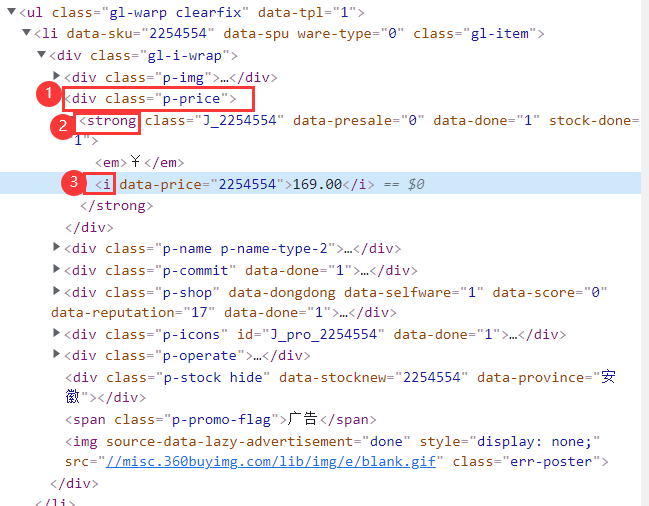 ▼<ul class="gl-warp clearfix" data-tpl="1">
▼<li data-sku="2254554" data-spu ware-type="0" class="gl-item">
▼<div class="gl-i-wrap">
▶<div class="p-img">…</div>
1 <div class="p-price">
2 <strong class="J_2254554" data-presale="0" data-done="1" stock-done=
"1">
<em>￥</em>
3 <i data-price="2254554">169.00</i> == $0
</strong>
</div>
▶<div class="p-name p-name-type-2">…</div>
▶<div class="p-commit" data-done="1">…</div>
▶<div class="p-shop" data-dongdong data-selfware="1" data-score="0"
data-reputation="17" data-done="1">…</div>
▶<div class="p-icons" id="J_pro_2254554" data-done="1">…</div>
▶<div class="p-operate">…</div>
<div class="p-stock hide" data-stocknew="2254554" data-province="安
徽"></div>
<span class="p-promo-flag">广告</span>
<img source-data-lazy-advertisement="done" style="display: none;"
src="//misc.360buyimg.com/lib/img/e/blank.gif" class="err-poster">
</div>
</li>